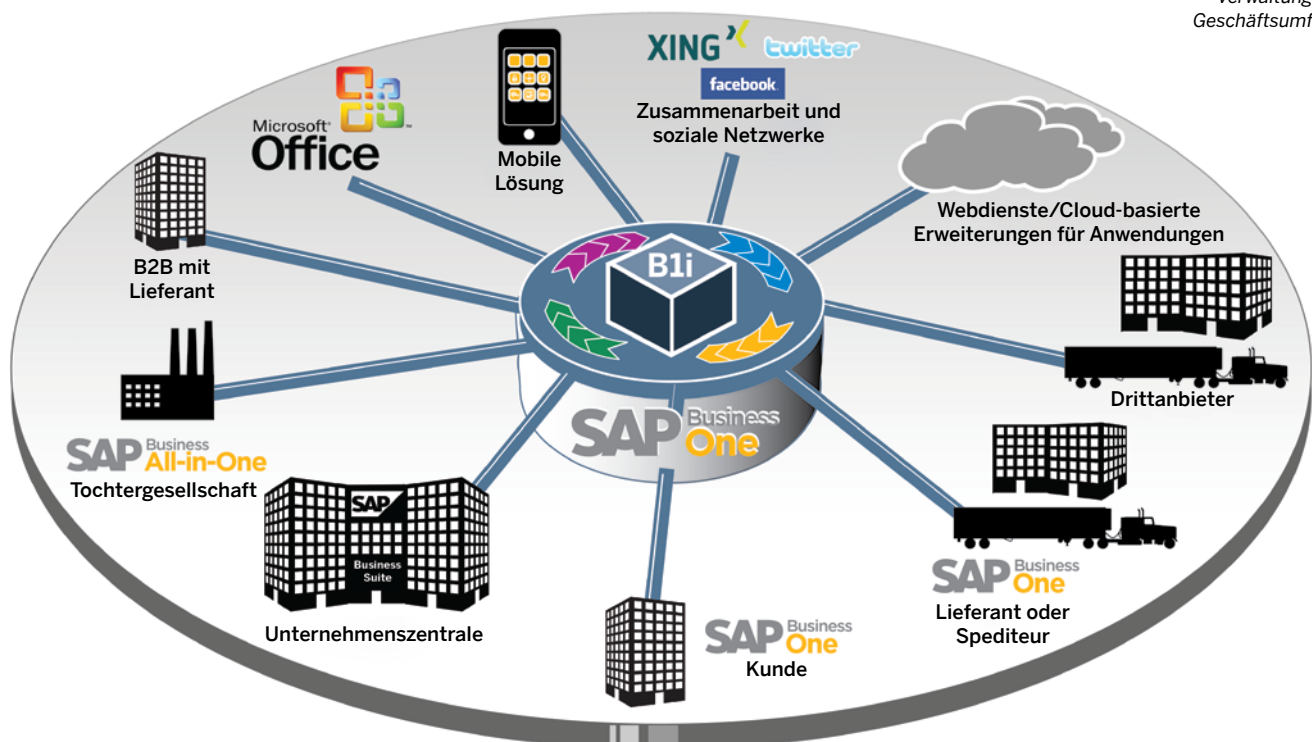 Verwaltung
Geschäftsumf
XING twitter
facebook
Zusammenarbeit und
soziale Netzwerke
Microsoft®
Office™
Mobile
Lösung
Webdienste/Cloud-basierte
Erweiterungen für Anwendungen
B2B mit
Lieferant
B1i
Drittanbieter
SAP Business
One
SAP Business
All-in-One
Tochtergesellschaft
SAP
Business
Suite
Unternehmenszentrale
SAP Business
One
Lieferant oder
Spediteur
SAP Business
One
Kunde